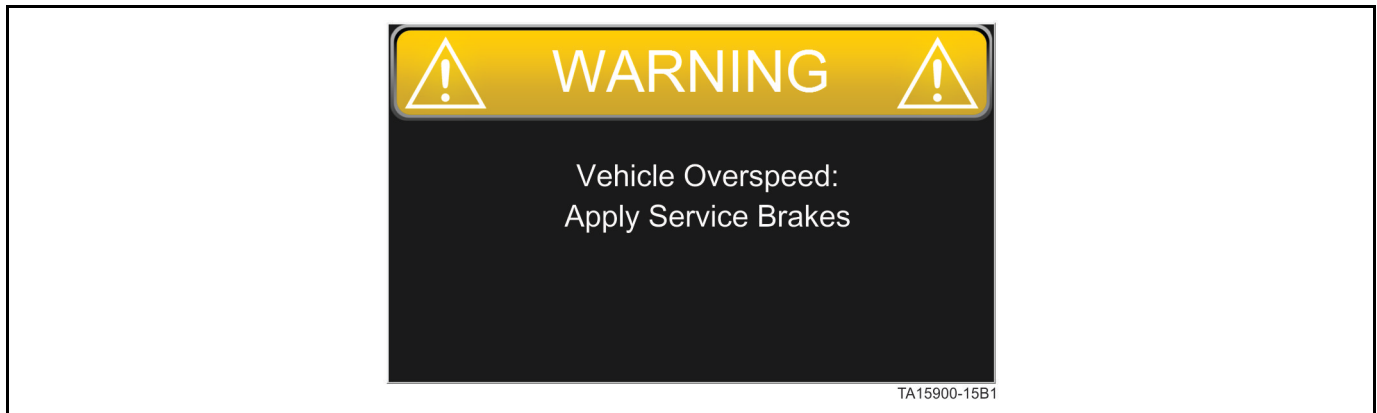 WARNING
Vehicle Overspeed:
Apply Service Brakes
TA15900-15B1